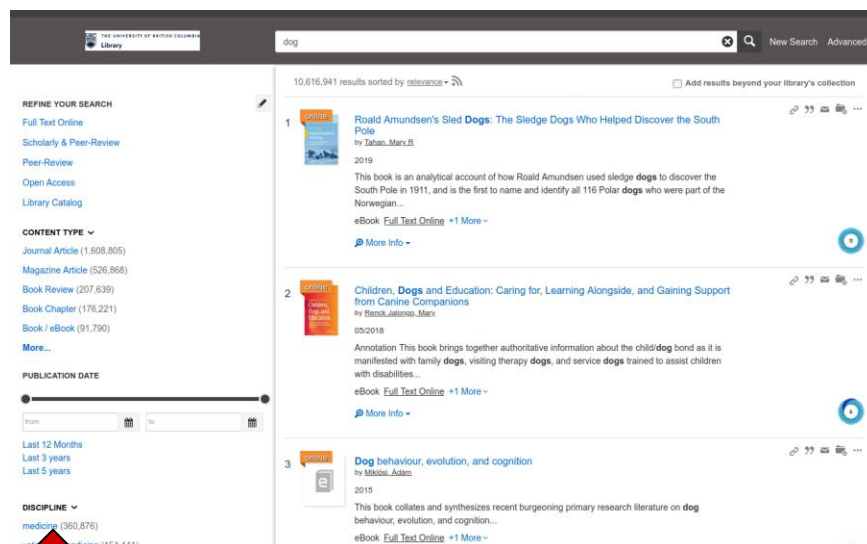 THE UNIVERSITY OF BRITISH COLUMBIA
Library
dog
New Search Advanced
10,616,941 results sorted by relevance
Add results beyond your library's collection
REFINE YOUR SEARCH
Full Text Online
Scholarly & Peer-Review
Peer-Review
Open Access
Library Catalog
CONTENT TYPE
Journal Article (1,608,805)
Magazine Article (526,868)
Book Review (207,639)
Book Chapter (176,221)
Book / eBook (91,790)
More...
PUBLICATION DATE
from to
Last 12 Months
Last 3 years
Last 5 years
DISCIPLINE
medicine (360,876)
1
online
Roald Amundsen's Sled Dogs: The Sledge Dogs Who Helped Discover the South
Pole
by Tahan, Mary R
2019
This book is an analytical account of how Roald Amundsen used sledge dogs to discover the
South Pole in 1911, and is the first to name and identify all 116 Polar dogs who were part of the
Norwegian...
eBook Full Text Online +1 More
More Info
2
online
Children, Dogs and Education: Caring for, Learning Alongside, and Gaining Support
from Canine Companions
by Renck Jalongo, Mary
05/2018
Annotation This book brings together authoritative information about the child/dog bond as it is
manifested with family dogs, visiting therapy dogs, and service dogs trained to assist children
with disabilities...
eBook Full Text Online +1 More
More Info
3
online
Dog behaviour, evolution, and cognition
by Miklósi, Ádám
2015
This book collates and synthesizes recent burgeoning primary research literature on dog
behaviour, evolution, and cognition...
eBook Full Text Online +1 More